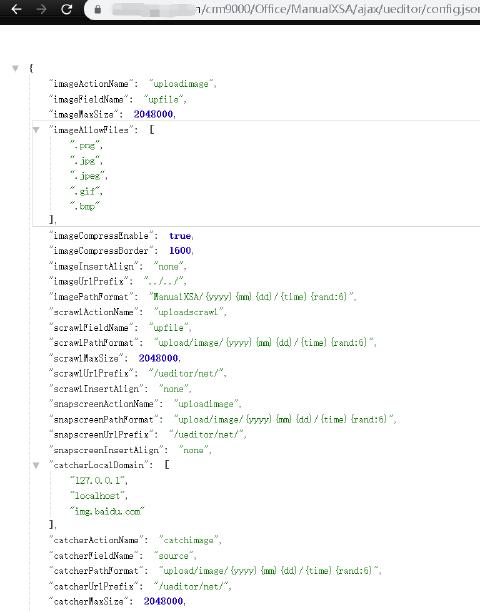 /crm9000/Office/ManualXSA/ajax/ueditor/config.json
{
"imageActionName": "uploadimage",
"imageFieldName": "upfile",
"imageMaxSize": 2048000,
"imageAllowFiles": [
".png",
".jpg",
".jpeg",
".gif",
".bmp"
],
"imageCompressEnable": true,
"imageCompressBorder": 1600,
"imageInsertAlign": "none",
"imageUrlPrefix": "../../",
"imagePathFormat": "ManualXSA/{yyyy}{mm}{dd}/{time}{rand:6}",
"scrawlActionName": "uploadscrawl",
"scrawlFieldName": "upfile",
"scrawlPathFormat": "upload/image/{yyyy}{mm}{dd}/{time}{rand:6}",
"scrawlMaxSize": 2048000,
"scrawlUrlPrefix": "/ueditor/net/",
"scrawlInsertAlign": "none",
"snapscreenActionName": "uploadimage",
"snapscreenPathFormat": "upload/image/{yyyy}{mm}{dd}/{time}{rand:6}",
"snapscreenUrlPrefix": "/ueditor/net/",
"snapscreenInsertAlign": "none",
"catcherLocalDomain": [
"127.0.0.1",
"localhost",
"img.baidu.com"
],
"catcherActionName": "catchimage",
"catcherFieldName": "source",
"catcherPathFormat": "upload/image/{yyyy}{mm}{dd}/{time}{rand:6}",
"catcherUrlPrefix": "/ueditor/net/",
"catcherMaxSize": 2048000,